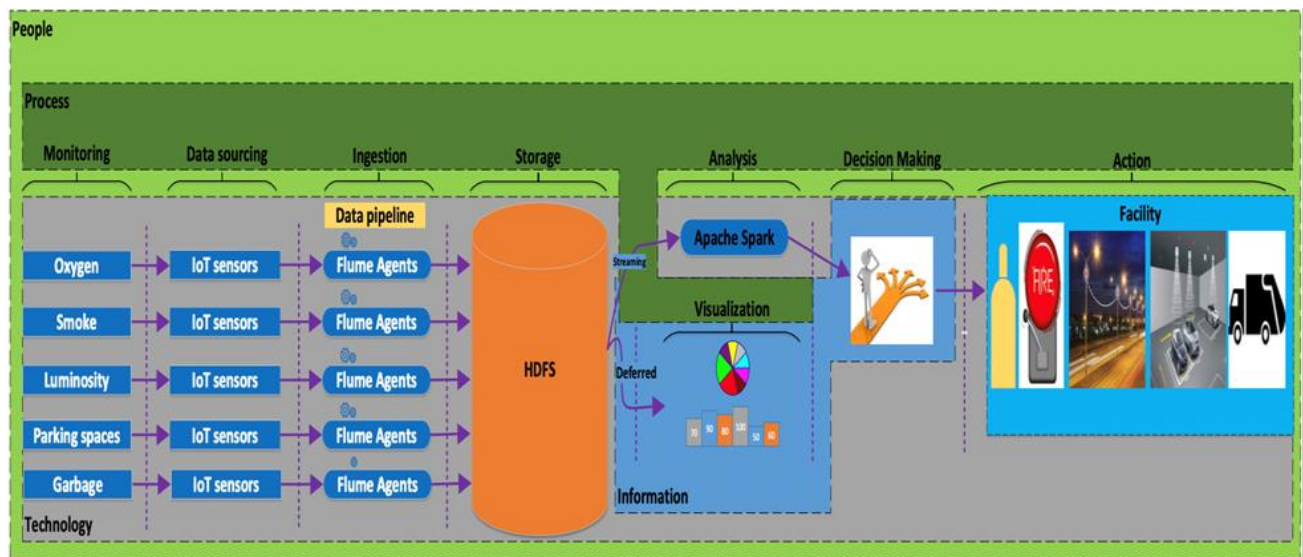 People
Process
Monitoring
Data sourcing
Ingestion
Storage
Analysis
Decision Making
Action
Data pipeline
Facility
Oxygen
IoT sensors
Flume Agents
Smoke
IoT sensors
Flume Agents
Luminosity
IoT sensors
Flume Agents
Parking spaces
IoT sensors
Flume Agents
Garbage
IoT sensors
Flume Agents
HDFS
Streaming
Apache Spark
FIRE
Visualization
Deferred
70
90
80
100
50
60
Information
Technology